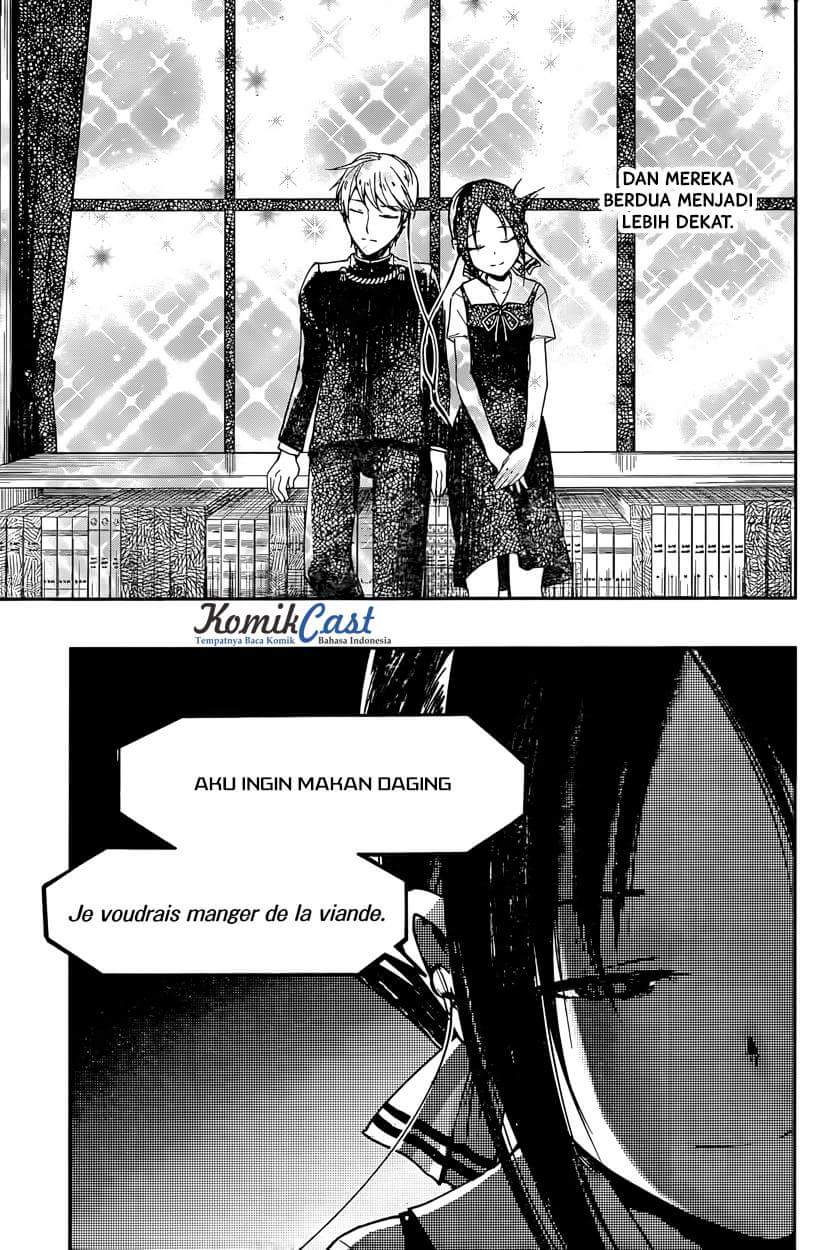 DAN MEREKA
BERDUA MENJADI
LEBIH DEKAT.
KomikCast
Tempatnya Baca Komik Bahasa Indonesia
AKU INGIN MAKAN DAGING
Je voudrais manger de la viande.